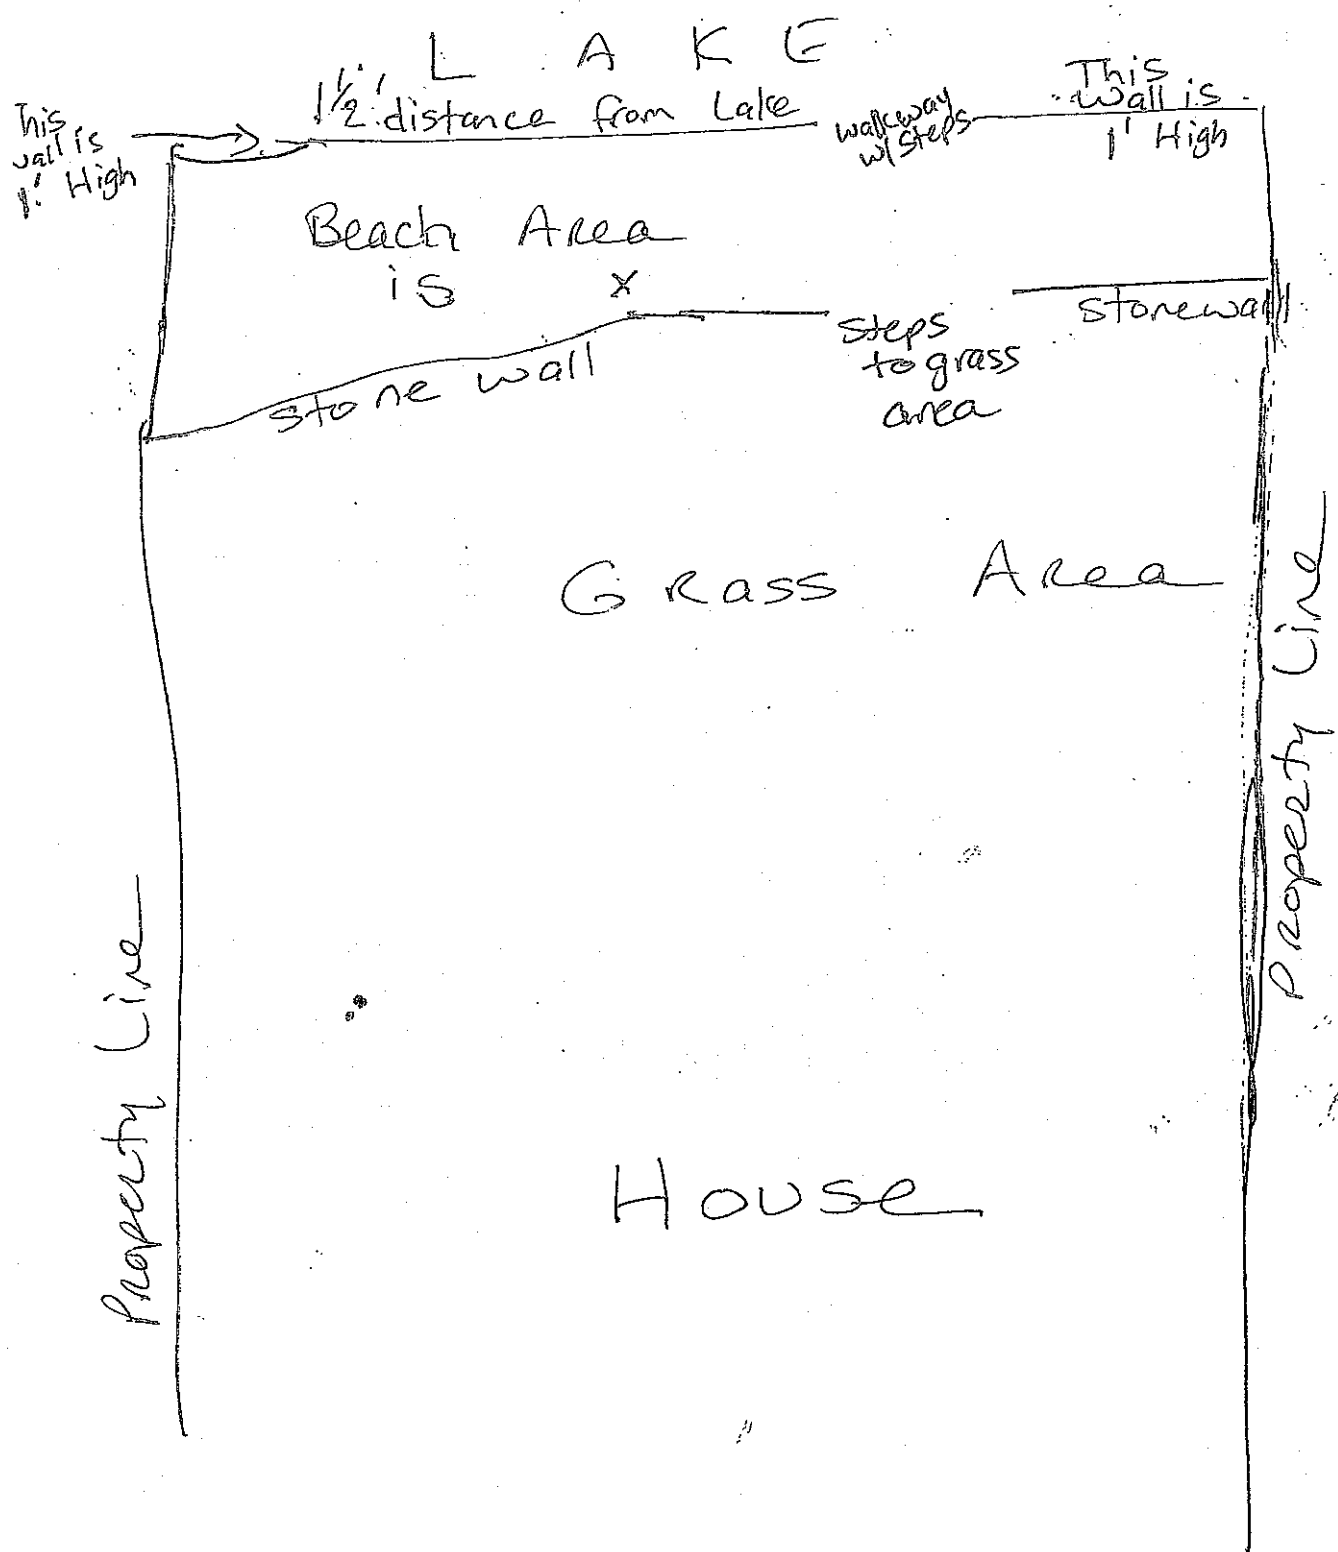 LAKE
This
wall is
1' High
1½' distance from Lake
walkway
w/ steps
This
wall is
1' High
Beach Area
is x
stone wall
steps
to grass
area
stonewall
Grass Area
Property Line
Property Line
House